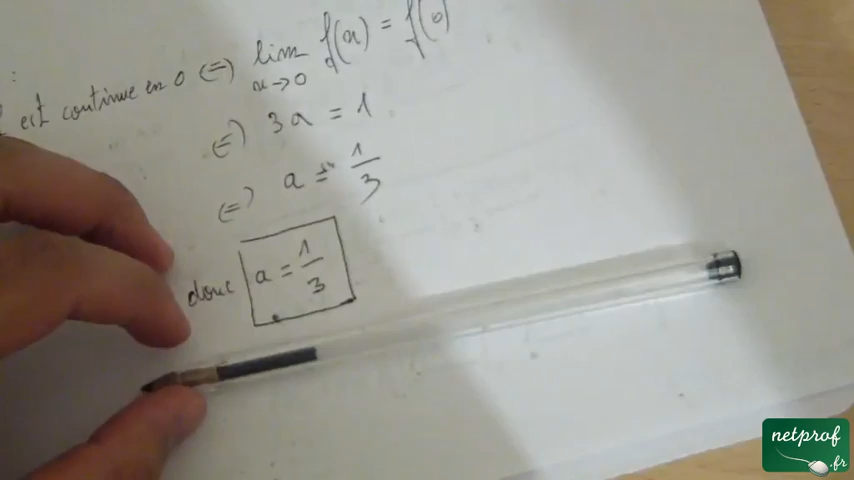 :
f est continue en 0 ⇔ lim f(x) = f(0)
x→0
⇔ 3a = 1
⇔ a = 1/3
donc a = 1/3
netprof
.fr